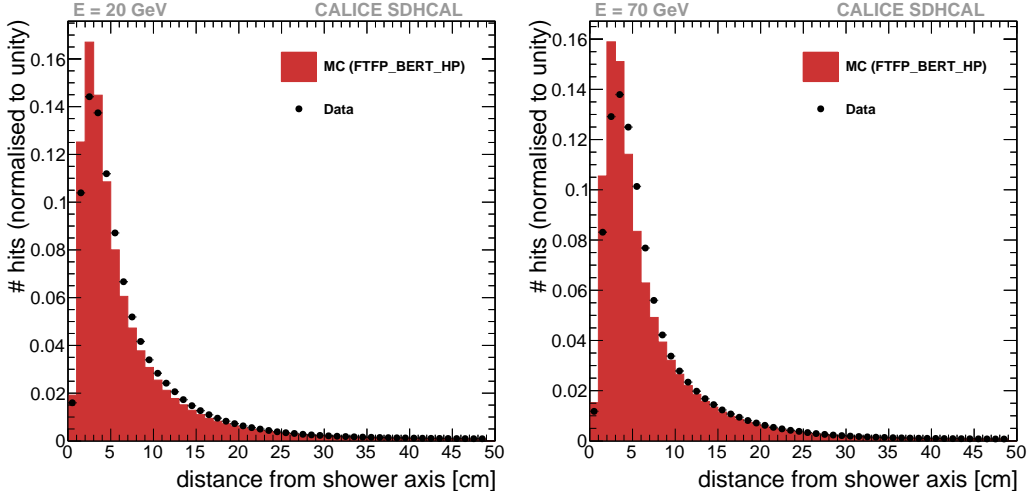 E = 20 GeV CALICE SDHCAL
# hits (normalised to unity)
0.16
0.14
0.12
0.1
0.08
0.06
0.04
0.02
0
MC (FTFP_BERT_HP)
Data
0 5 10 15 20 25 30 35 40 45 50
distance from shower axis [cm]
E = 70 GeV CALICE SDHCAL
# hits (normalised to unity)
0.16
0.14
0.12
0.1
0.08
0.06
0.04
0.02
0
MC (FTFP_BERT_HP)
Data
0 5 10 15 20 25 30 35 40 45 50
distance from shower axis [cm]